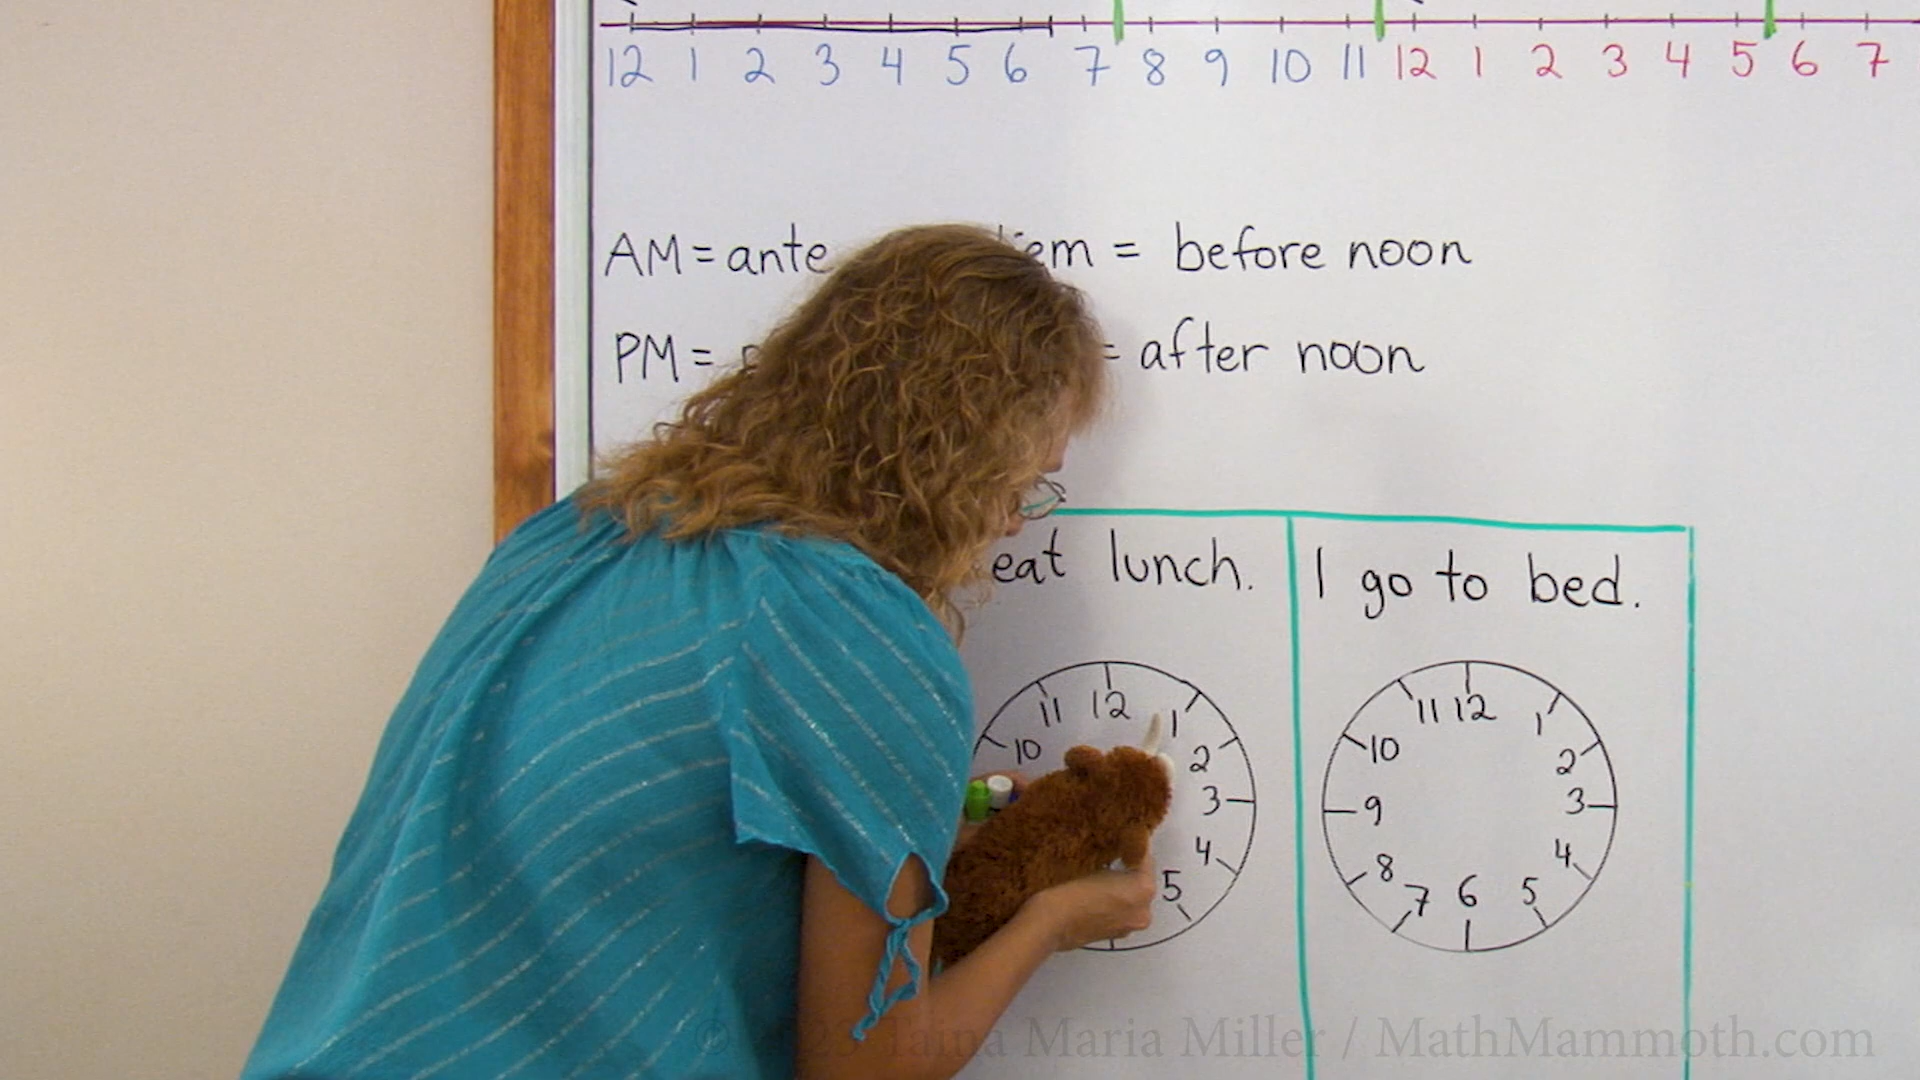 12 1 2 3 4 5 6 7 8 9 10 11 12 1 2 3 4 5 6 7
AM = ante = before noon
PM = = after noon
eat lunch.
I go to bed.
11 12 1
10 2
3
4
5
11 12 1
10 2
9 3
8 4
7 6 5
Maria Miller / MathMammoth.com